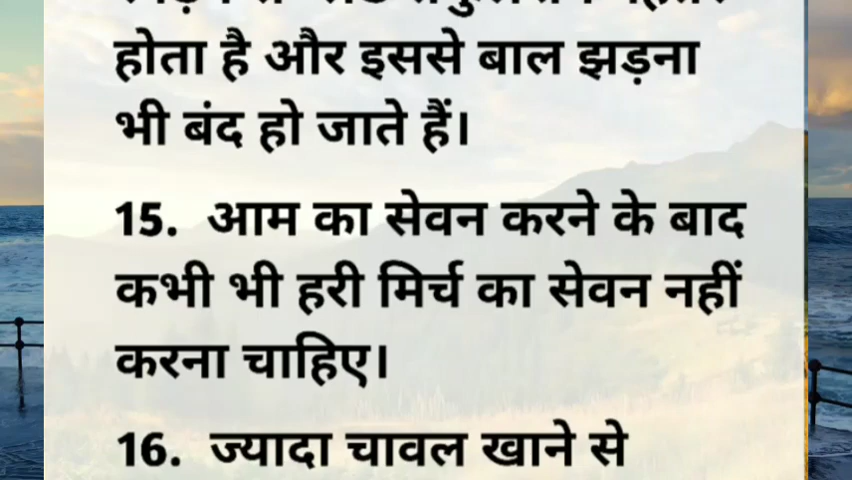 होता है और इससे बाल झड़ना
भी बंद हो जाते हैं।
15. आम का सेवन करने के बाद
कभी भी हरी मिर्च का सेवन नहीं
करना चाहिए।
16. ज्यादा चावल खाने से